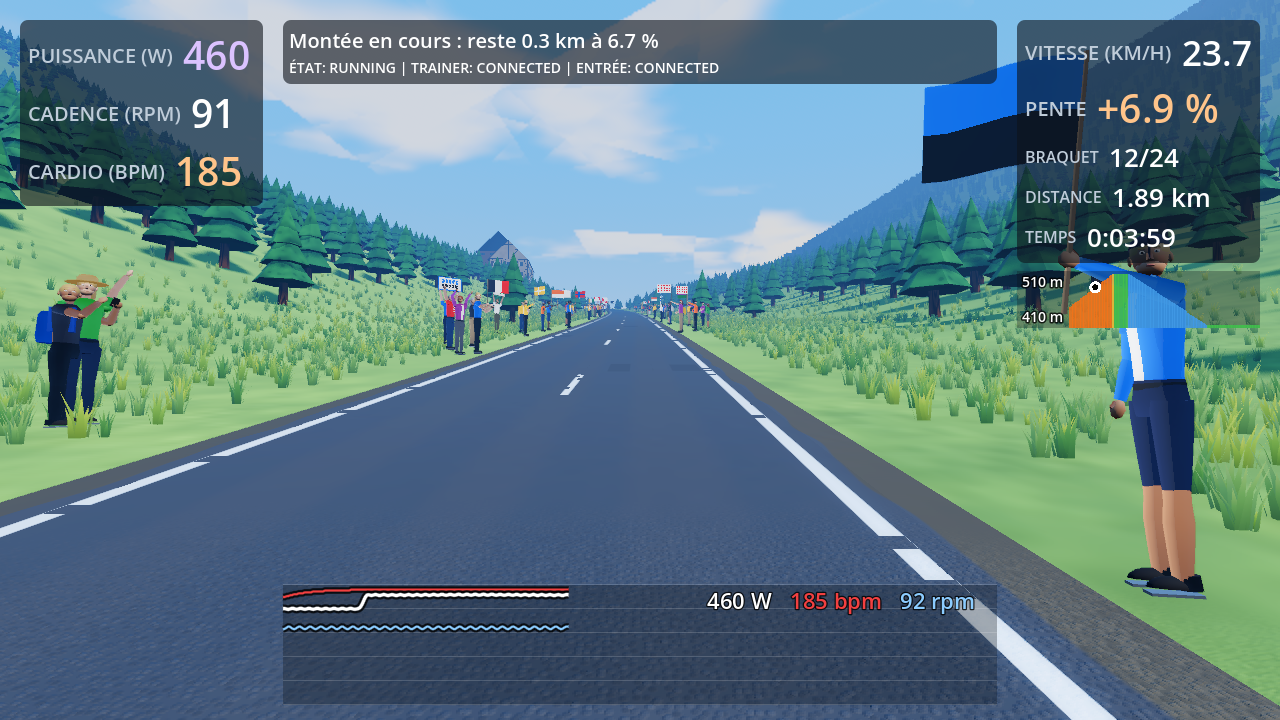 PUISSANCE (W) 460
CADENCE (RPM) 91
CARDIO (BPM) 185
Montée en cours : reste 0.3 km à 6.7 %
ÉTAT: RUNNING | TRAINER: CONNECTED | ENTRÉE: CONNECTED
VITESSE (KM/H) 23.7
PENTE +6.9 %
BRAQUET 12/24
DISTANCE 1.89 km
TEMPS 0:03:59
510 m
410 m
460 W 185 bpm 92 rpm